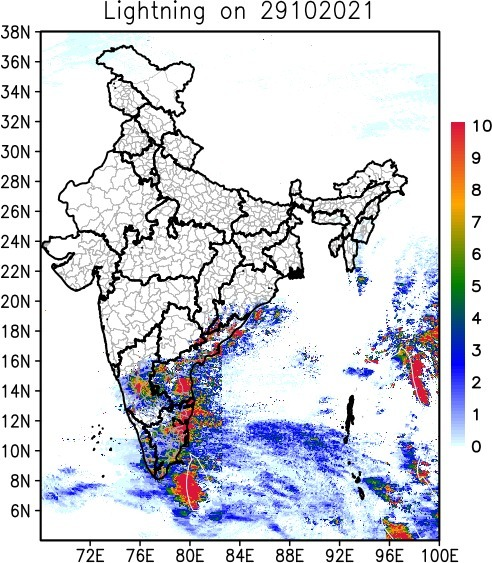 Lightning on 29102021
38N
36N
34N
32N
30N
28N
26N
24N
22N
20N
18N
16N
14N
12N
10N
8N
6N
72E 76E 80E 84E 88E 92E 96E 100E
10
9
8
7
6
5
4
3
2
1
0